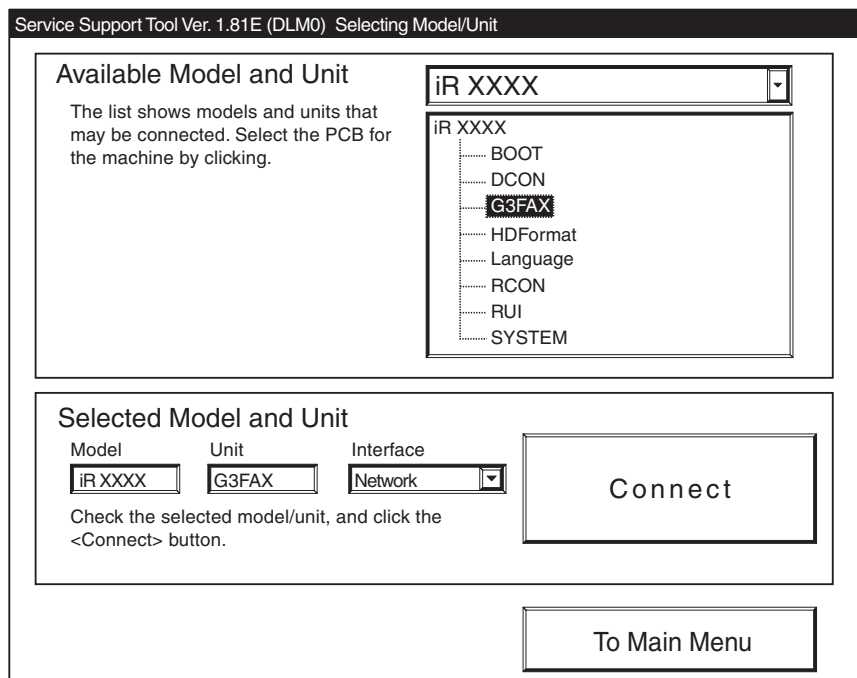 Service Support Tool Ver. 1.81E (DLM0)  Selecting Model/Unit
Available Model and Unit
The list shows models and units that
may be connected. Select the PCB for
the machine by clicking.
iR XXXX
iR XXXX
BOOT
DCON
G3FAX
HDFormat
Language
RCON
RUI
SYSTEM
Selected Model and Unit
Model Unit Interface
iR XXXX G3FAX Network
Check the selected model/unit, and click the
<Connect> button.
Connect
To Main Menu